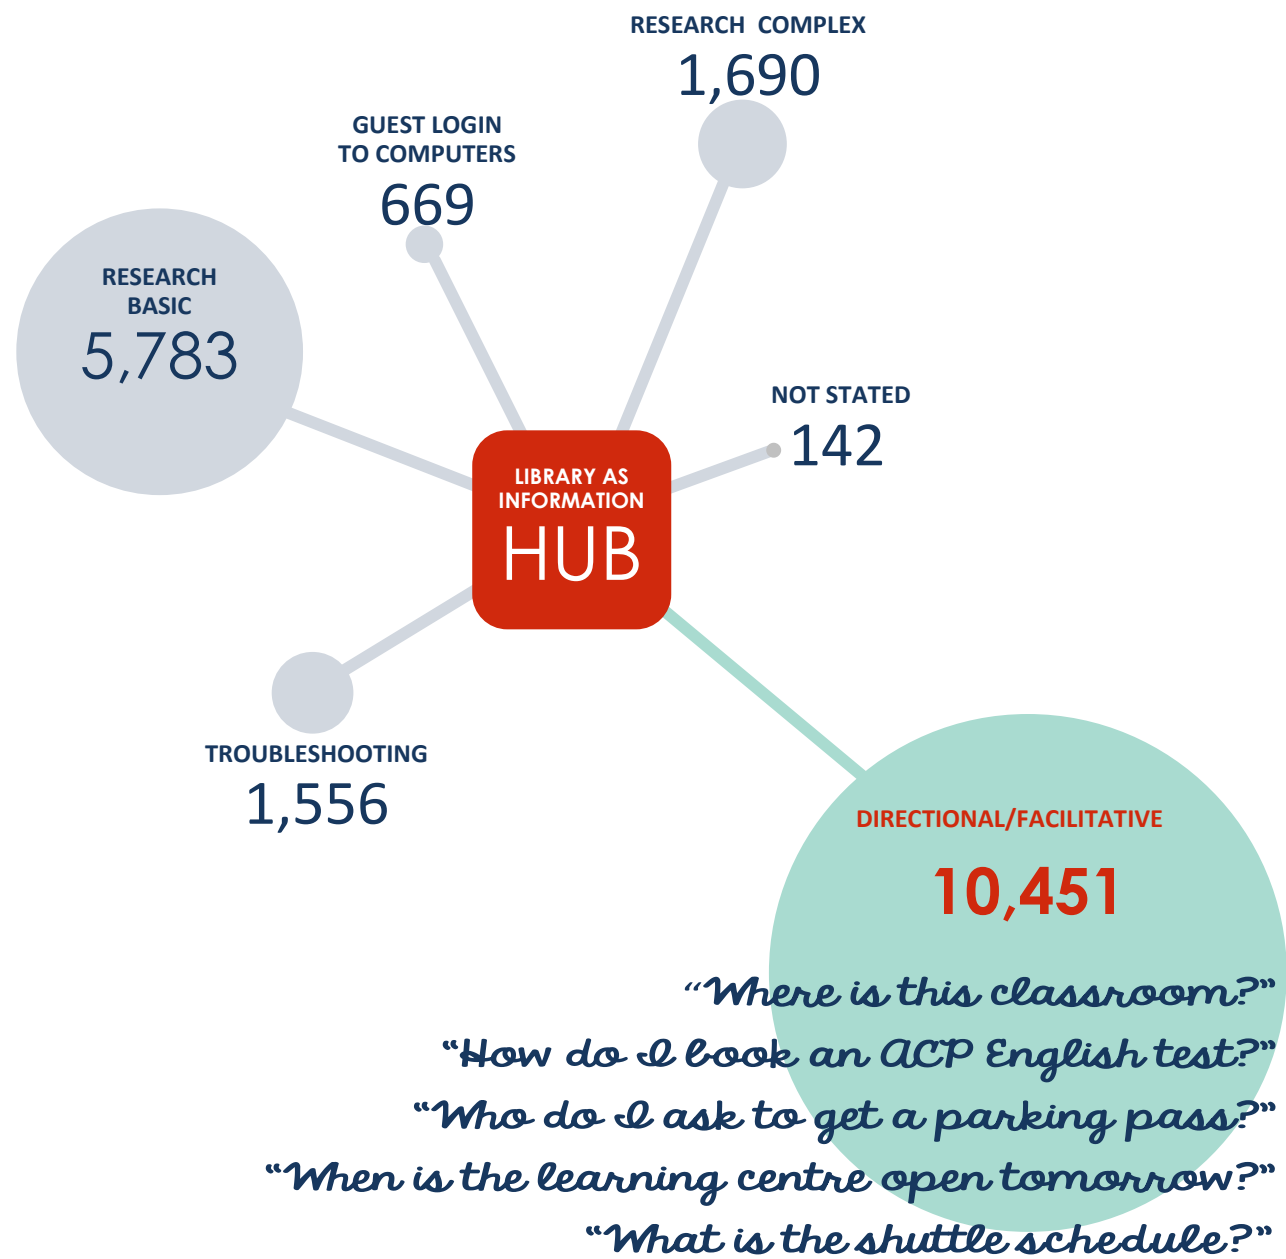 RESEARCH COMPLEX
1,690
GUEST LOGIN
TO COMPUTERS
669
RESEARCH
BASIC
5,783
NOT STATED
142
LIBRARY AS
INFORMATION
HUB
TROUBLESHOOTING
1,556
DIRECTIONAL/FACILITATIVE
10,451
“Where is this classroom?”
“How do I book an ACP English test?”
“Who do I ask to get a parking pass?”
“When is the learning centre open tomorrow?”
“What is the shuttle schedule?”